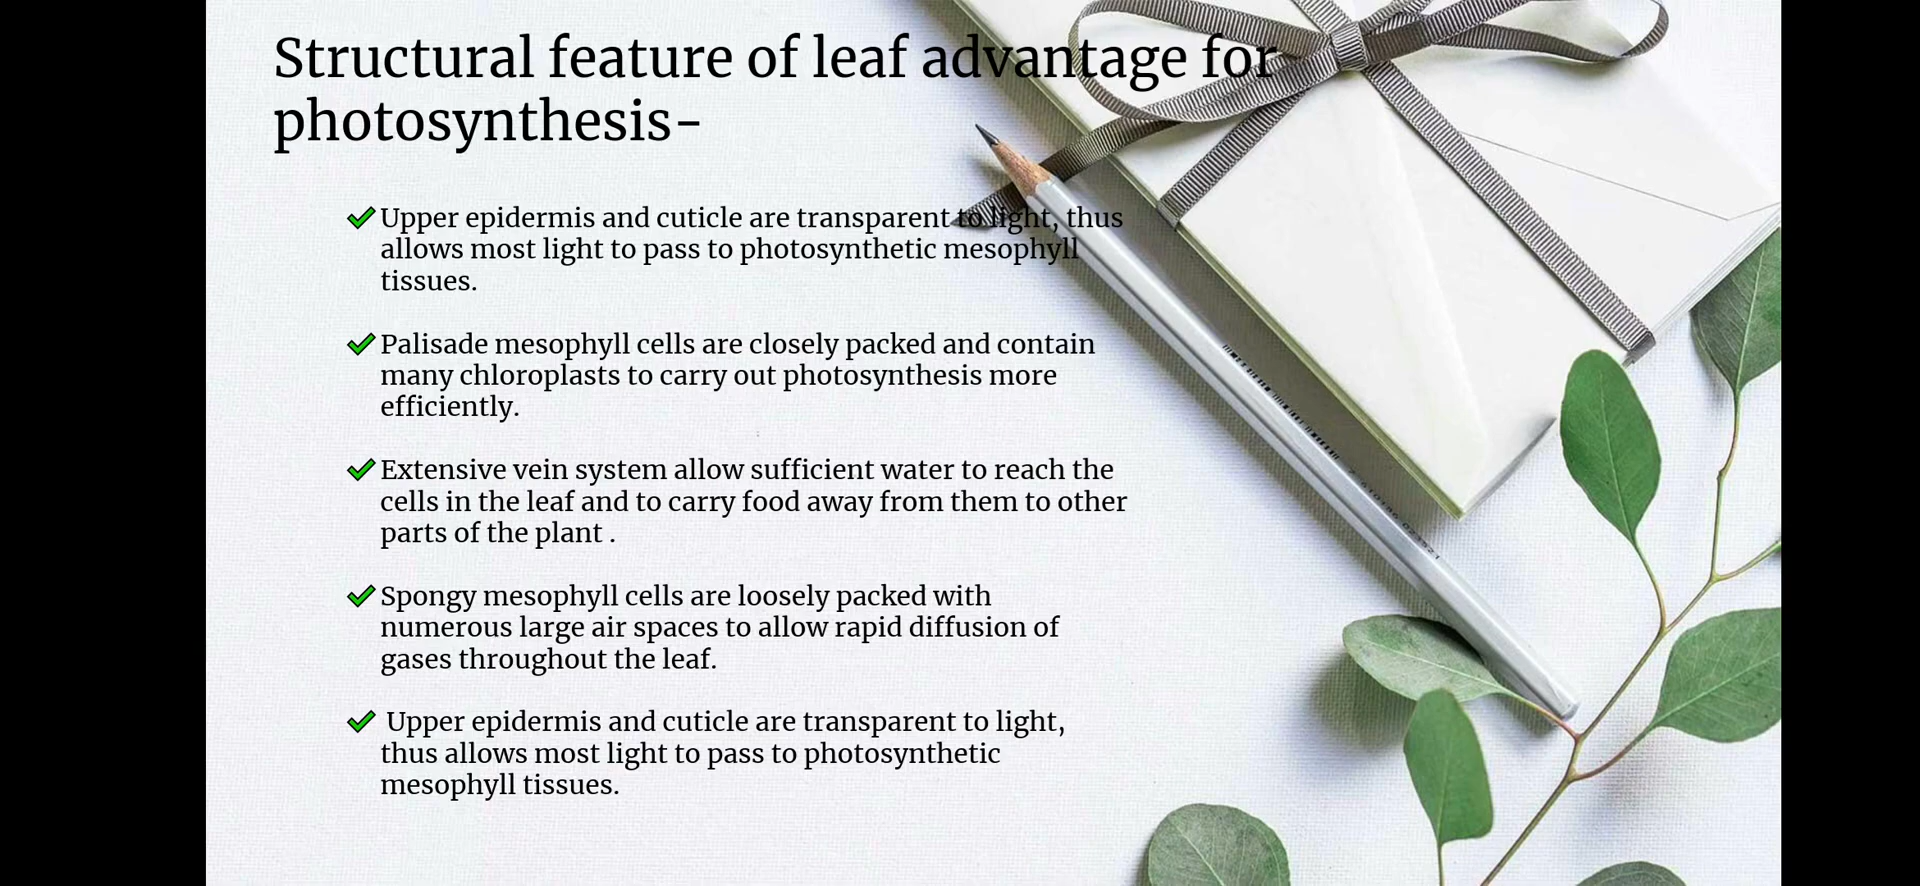 Structural feature of leaf advantage for
photosynthesis-
Upper epidermis and cuticle are transparent to light, thus
allows most light to pass to photosynthetic mesophyll
tissues.
Palisade mesophyll cells are closely packed and contain
many chloroplasts to carry out photosynthesis more
efficiently.
Extensive vein system allow sufficient water to reach the
cells in the leaf and to carry food away from them to other
parts of the plant .
Spongy mesophyll cells are loosely packed with
numerous large air spaces to allow rapid diffusion of
gases throughout the leaf.
Upper epidermis and cuticle are transparent to light,
thus allows most light to pass to photosynthetic
mesophyll tissues.